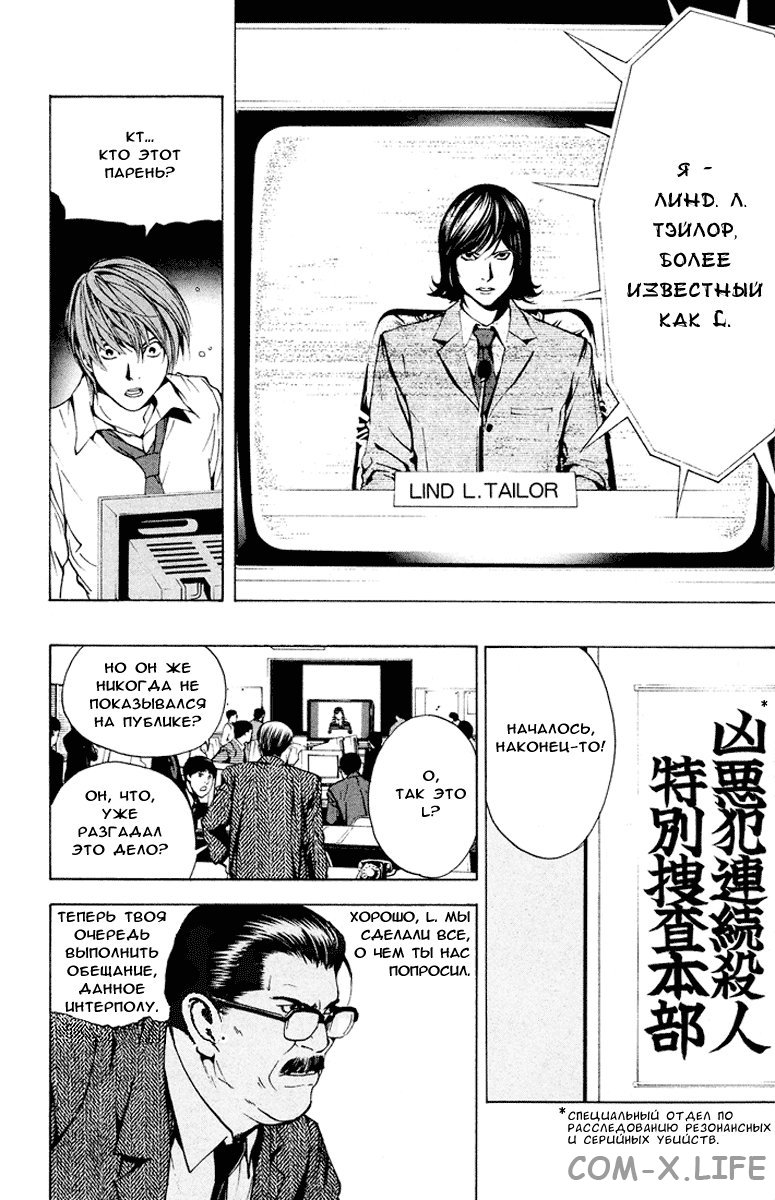 Я -
ЛИНД. Л.
ТЭЙЛОР,
БОЛЕЕ
ИЗВЕСТНЫЙ
КАК L.
LIND L.TAILOR
КТ...
КТО ЭТОТ
ПАРЕНЬ?
*
凶悪犯連続殺人
特別捜査本部
НАЧАЛОСЬ,
НАКОНЕЦ-ТО!
*СПЕЦИАЛЬНЫЙ ОТДЕЛ ПО
РАССЛЕДОВАНИЮ РЕЗОНАНСНЫХ
И СЕРИЙНЫХ УБИЙСТВ.
О,
ТАК ЭТО
L?
НО ОН ЖЕ
НИКОГДА НЕ
ПОКАЗЫВАЛСЯ
НА ПУБЛИКЕ?
ОН, ЧТО,
УЖЕ
РАЗГАДАЛ
ЭТО ДЕЛО?
ХОРОШО, L. МЫ
СДЕЛАЛИ ВСЕ,
О ЧЕМ ТЫ НАС
ПОПРОСИЛ.
ТЕПЕРЬ ТВОЯ
ОЧЕРЕДЬ
ВЫПОЛНИТЬ
ОБЕЩАНИЕ,
ДАННОЕ
ИНТЕРПОЛУ.
COM-X.LIFE